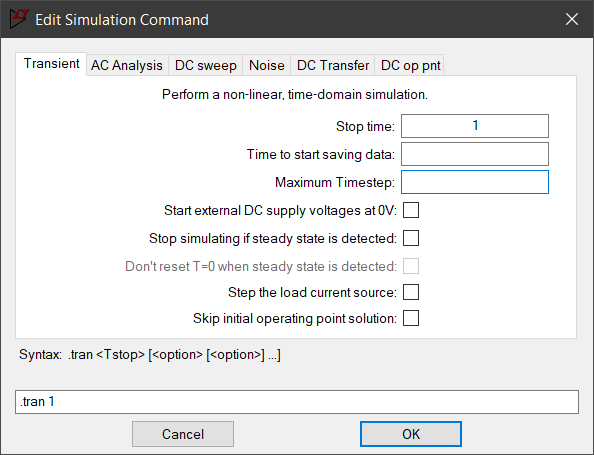 Edit Simulation Command
Transient AC Analysis DC sweep Noise DC Transfer DC op pnt
Perform a non-linear, time-domain simulation.
Stop time: 1
Time to start saving data:
Maximum Timestep:
Start external DC supply voltages at 0V:
Stop simulating if steady state is detected:
Don't reset T=0 when steady state is detected:
Step the load current source:
Skip initial operating point solution:
Syntax: .tran <Tstop> [<option> [<option>] ...]
.tran 1
Cancel OK